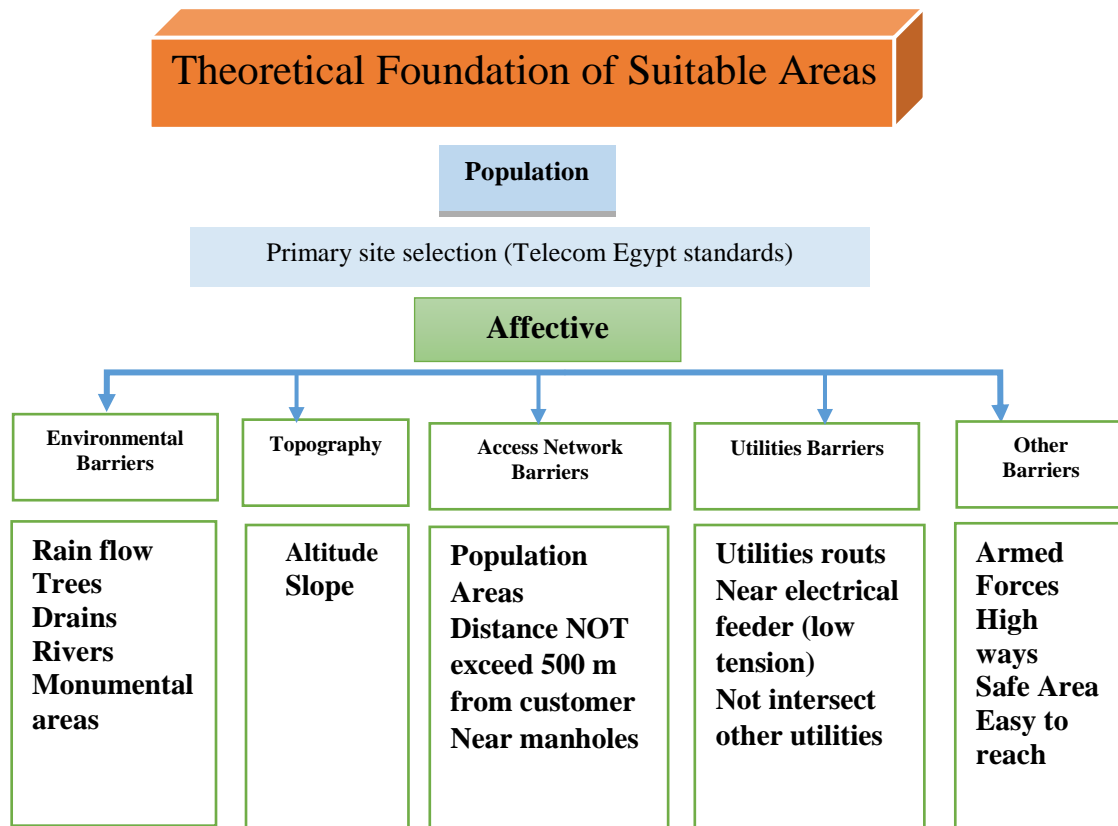 Theoretical Foundation of Suitable Areas
Population
Primary site selection (Telecom Egypt standards)
Affective
Environmental
Barriers
Topography
Access Network
Barriers
Utilities Barriers
Other
Barriers
Rain flow
Trees
Drains
Rivers
Monumental
areas
Altitude
Slope
Population
Areas
Distance NOT
exceed 500 m
from customer
Near manholes
Utilities routs
Near electrical
feeder (low
tension)
Not intersect
other utilities
Armed
Forces
High
ways
Safe Area
Easy to
reach